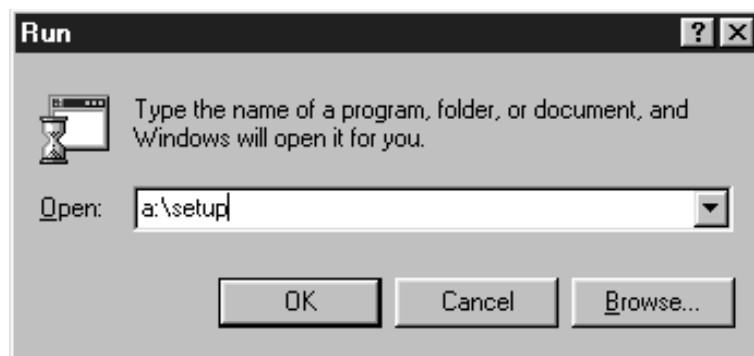 Run
Type the name of a program, folder, or document, and
Windows will open it for you.
Open: a:\setup
OK Cancel Browse...